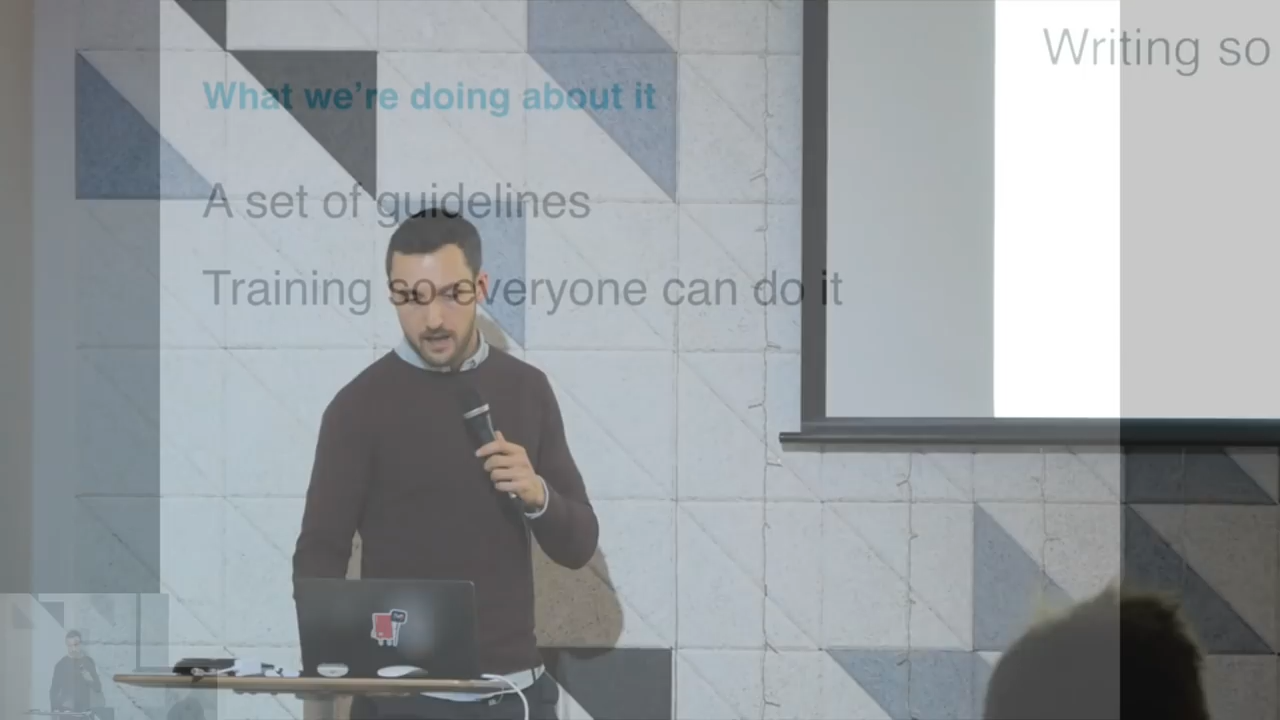 What we're doing about it
A set of guidelines
Training so everyone can do it
Writing so